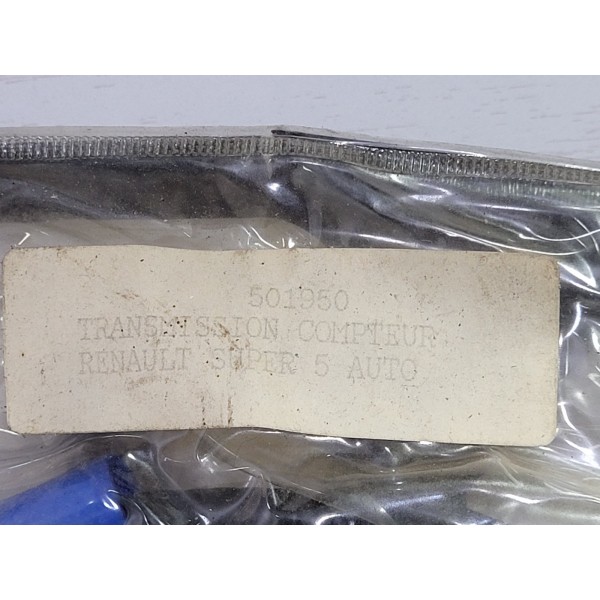 501950
TRANSMISSION COMPTEUR
RENAULT SUPER 5 AUTO